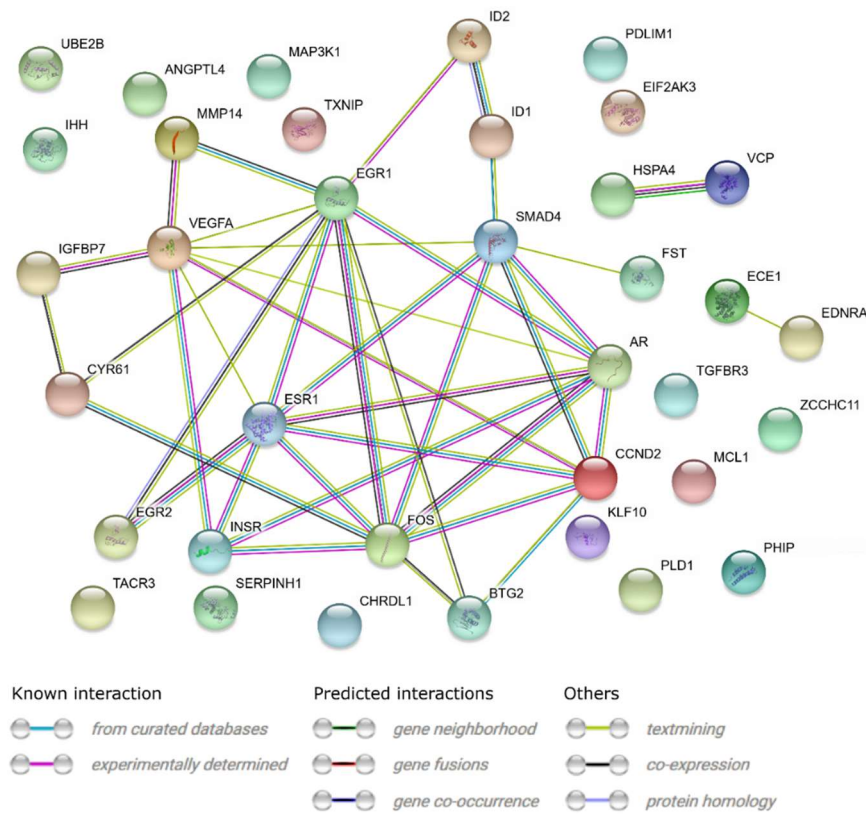 ID2
UBE2B
PDLIM1
ANGPTL4
MAP3K1
EIF2AK3
MMP14
TXNIP
ID1
IHH
HSPA4
VCP
EGR1
SMAD4
VEGFA
IGFBP7
FST
ECE1
EDNRA
AR
CYR61
TGFBR3
ESR1
ZCCHC11
CCND2
MCL1
EGR2
INSR
FOS
KLF10
PHIP
PLD1
TACR3
SERPINH1
BTG2
CHRDL1
Known interaction
from curated databases
experimentally determined
Predicted interactions
gene neighborhood
gene fusions
gene co-occurrence
Others
textmining
co-expression
protein homology